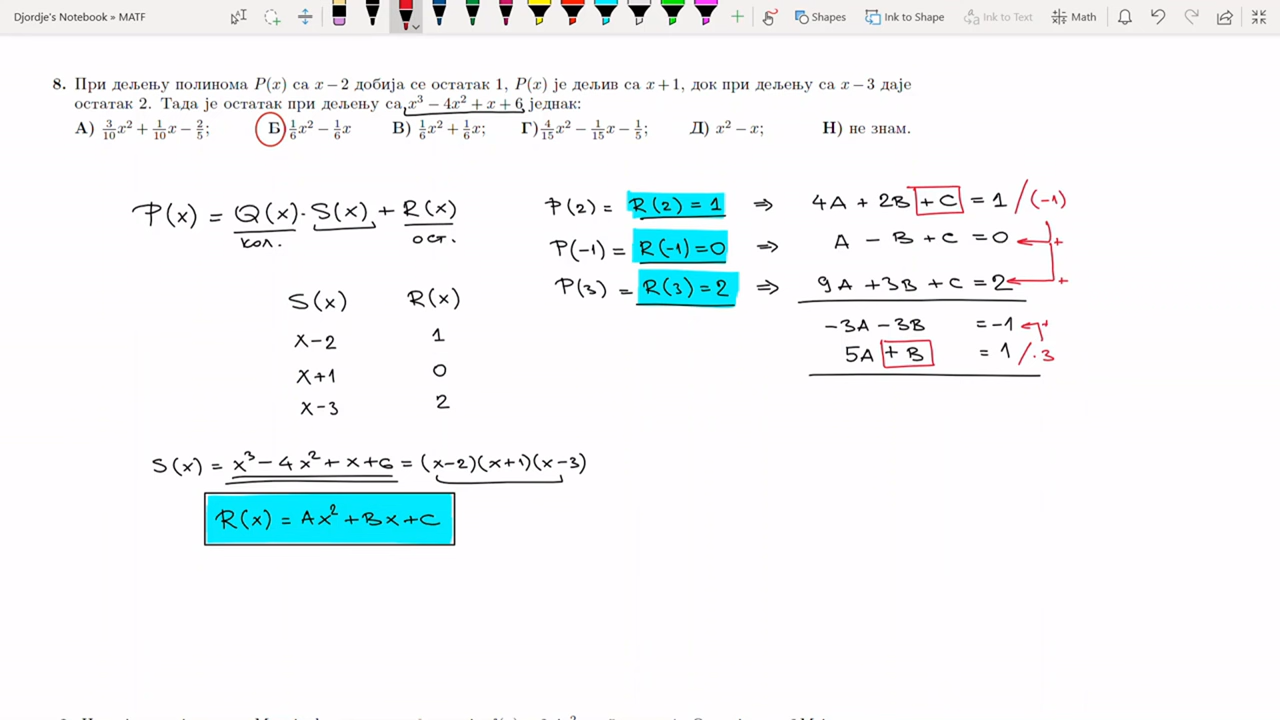 Djordje's Notebook » MATF
Shapes
Ink to Shape
Ink to Text
Math
8. При дељењу полинома P(x) са x − 2 добија се остатак 1, P(x) је дељив са x + 1, док при дељењу са x − 3 даје
остатак 2. Тада је остатак при дељењу са x³ − 4x² + x + 6 једнак:
А) 3/10x² + 1/10x − 2/5; Б) 1/6x² − 1/6x В) 1/6x² + 1/6x; Г) 4/15x² − 1/15x − 1/5; Д) x² − x; Н) не знам.
P(x) = Q(x) · S(x) + R(x)
кол. ост.
S(x) R(x)
x−2 1
x+1 0
x−3 2
S(x) = x³ − 4x² + x + 6 = (x−2)(x+1)(x−3)
R(x) = Ax² + Bx + C
P(2) = R(2) = 1 ⇒ 4A + 2B + C = 1 /(-1)
P(-1) = R(-1) = 0 ⇒ A − B + C = 0 +
P(3) = R(3) = 2 ⇒ 9A + 3B + C = 2 +
−3A − 3B = −1 +
5A + B = 1 /·3